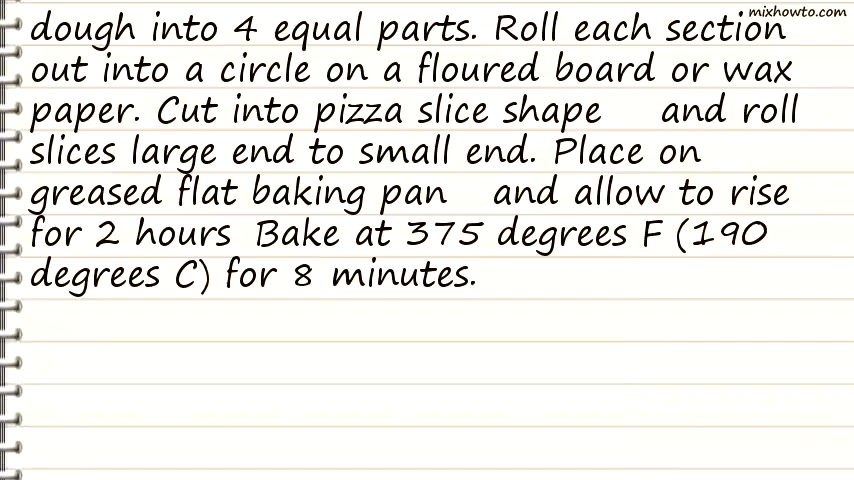 mixhowto.com
dough into 4 equal parts. Roll each section
out into a circle on a floured board or wax
paper. Cut into pizza slice shape and roll
slices large end to small end. Place on
greased flat baking pan and allow to rise
for 2 hours Bake at 375 degrees F (190
degrees C) for 8 minutes.